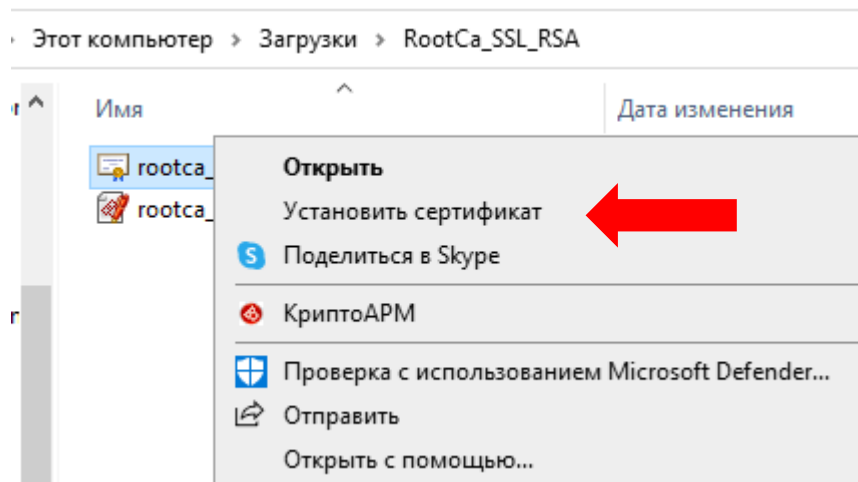 Этот компьютер > Загрузки > RootCa_SSL_RSA
Имя
Дата изменения
rootca_
rootca_
Открыть
Установить сертификат
Поделиться в Skype
КриптоАРМ
Проверка с использованием Microsoft Defender...
Отправить
Открыть с помощью...